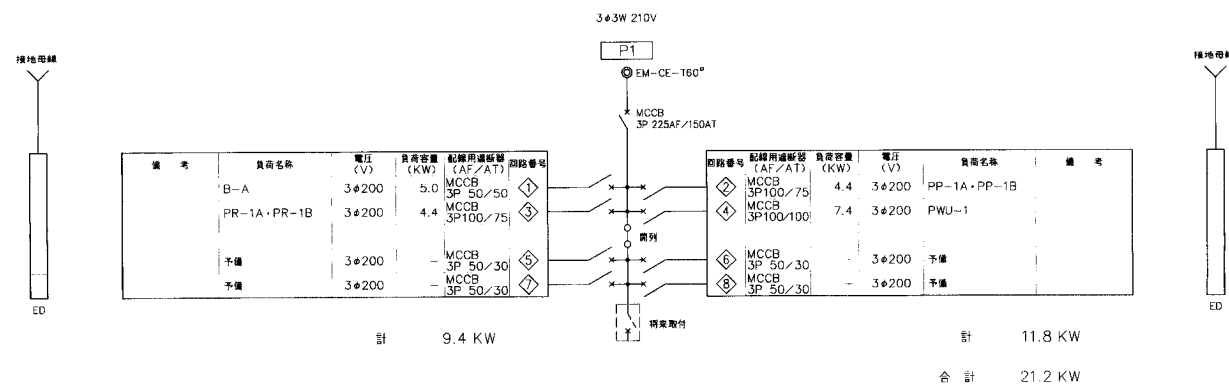 3φ3W 210V
P1
EM-CE-T60°
MCCB
3P 225AF/150AT
接地母線
ED
備 考 負荷名称 電圧(V) 負荷容量(KW) 配線用遮断器(AF/AT) 回路番号
B-A 3φ200 5.0 MCCB 3P 50/50 1
PR-1A・PR-1B 3φ200 4.4 MCCB 3P100/75 3
予備 3φ200 - MCCB 3P 50/30 5
予備 3φ200 - MCCB 3P 50/30 7
計 9.4 KW
将来取付
回路番号 配線用遮断器(AF/AT) 負荷容量(KW) 電圧(V) 負荷名称 備 考
2 MCCB 3P100/75 4.4 3φ200 PP-1A・PP-1B
4 MCCB 3P100/100 7.4 3φ200 PWU-1
6 MCCB 3P 50/30 - 3φ200 予備
8 MCCB 3P 50/30 - 3φ200 予備
計 11.8 KW
合 計 21.2 KW
接地母線
ED